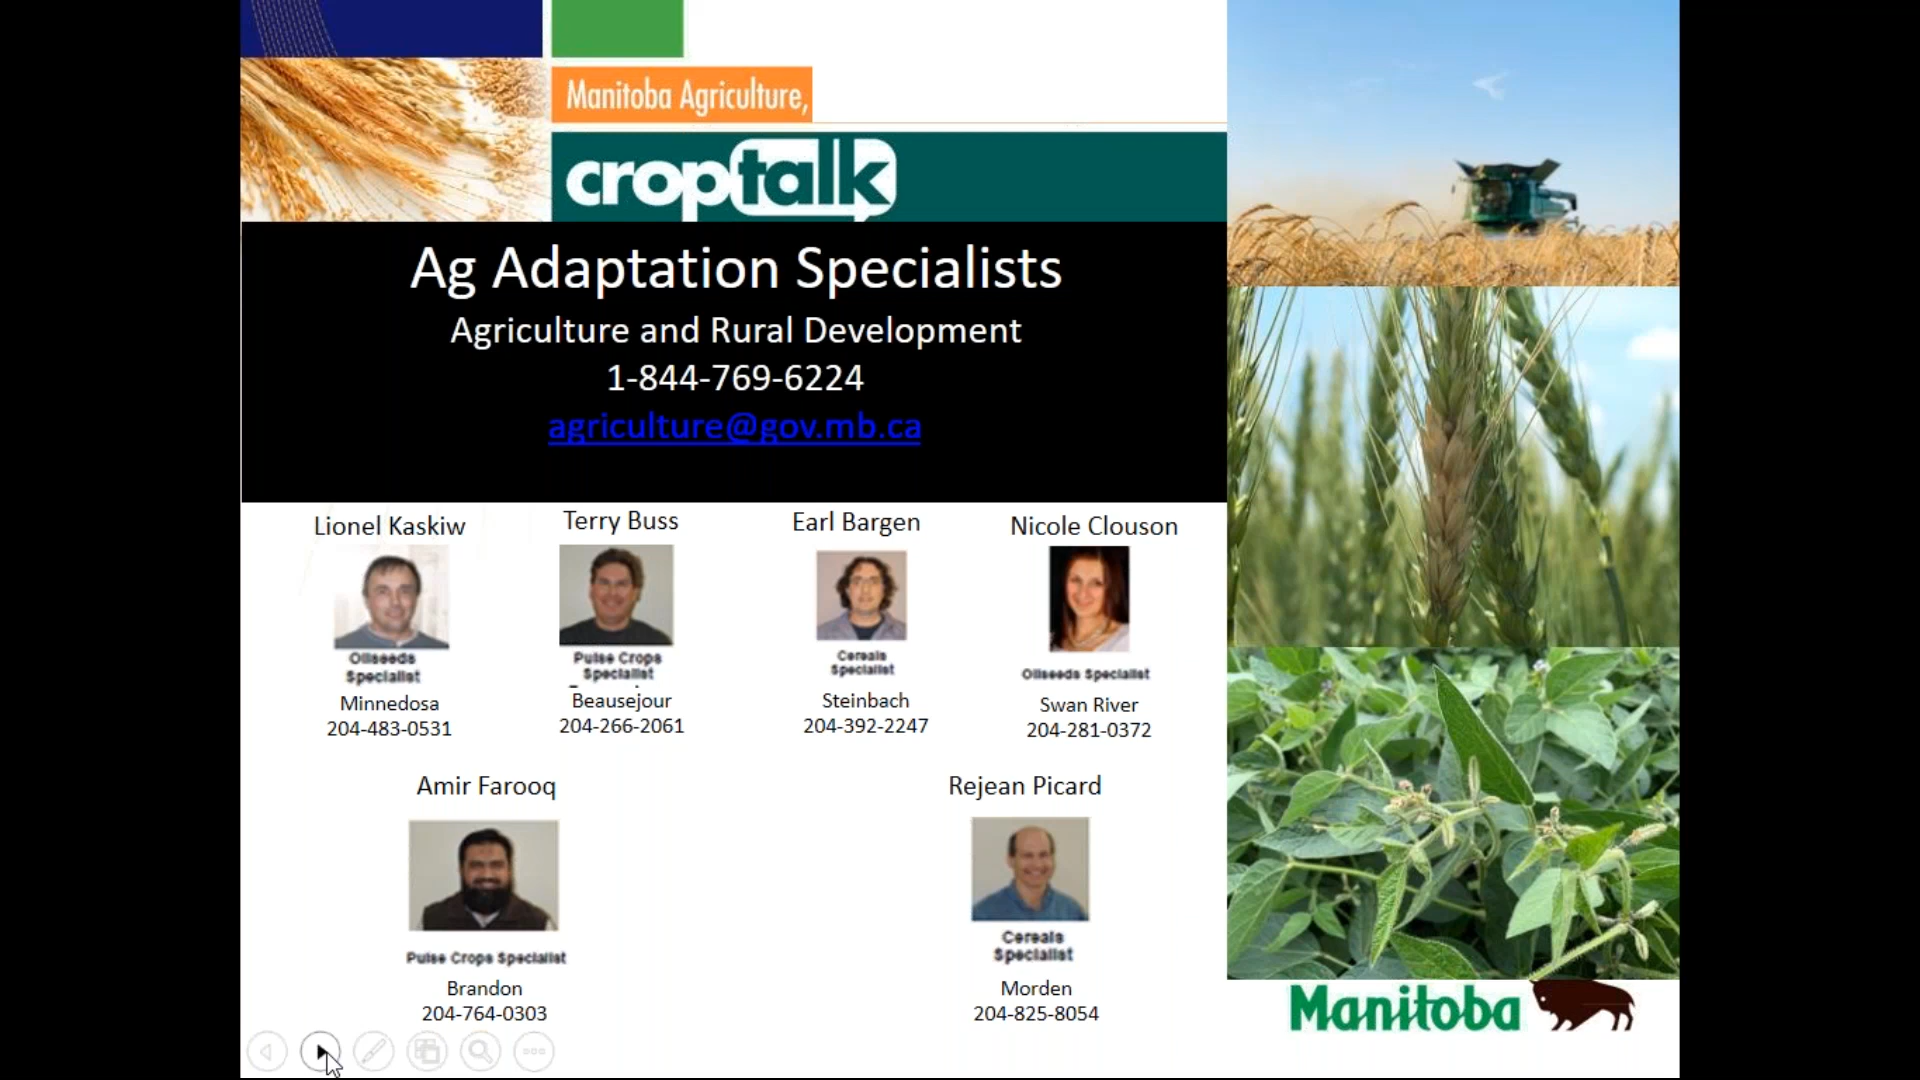 Manitoba Agriculture,
croptalk
Ag Adaptation Specialists
Agriculture and Rural Development
1-844-769-6224
agriculture@gov.mb.ca
Lionel Kaskiw
Oilseeds
Specialist
Minnedosa
204-483-0531
Terry Buss
Pulse Crops
Specialist
Beausejour
204-266-2061
Earl Bargen
Cereals
Specialist
Steinbach
204-392-2247
Nicole Clouson
Oilseeds Specialist
Swan River
204-281-0372
Amir Farooq
Pulse Crops Specialist
Brandon
204-764-0303
Rejean Picard
Cereals
Specialist
Morden
204-825-8054
Manitoba